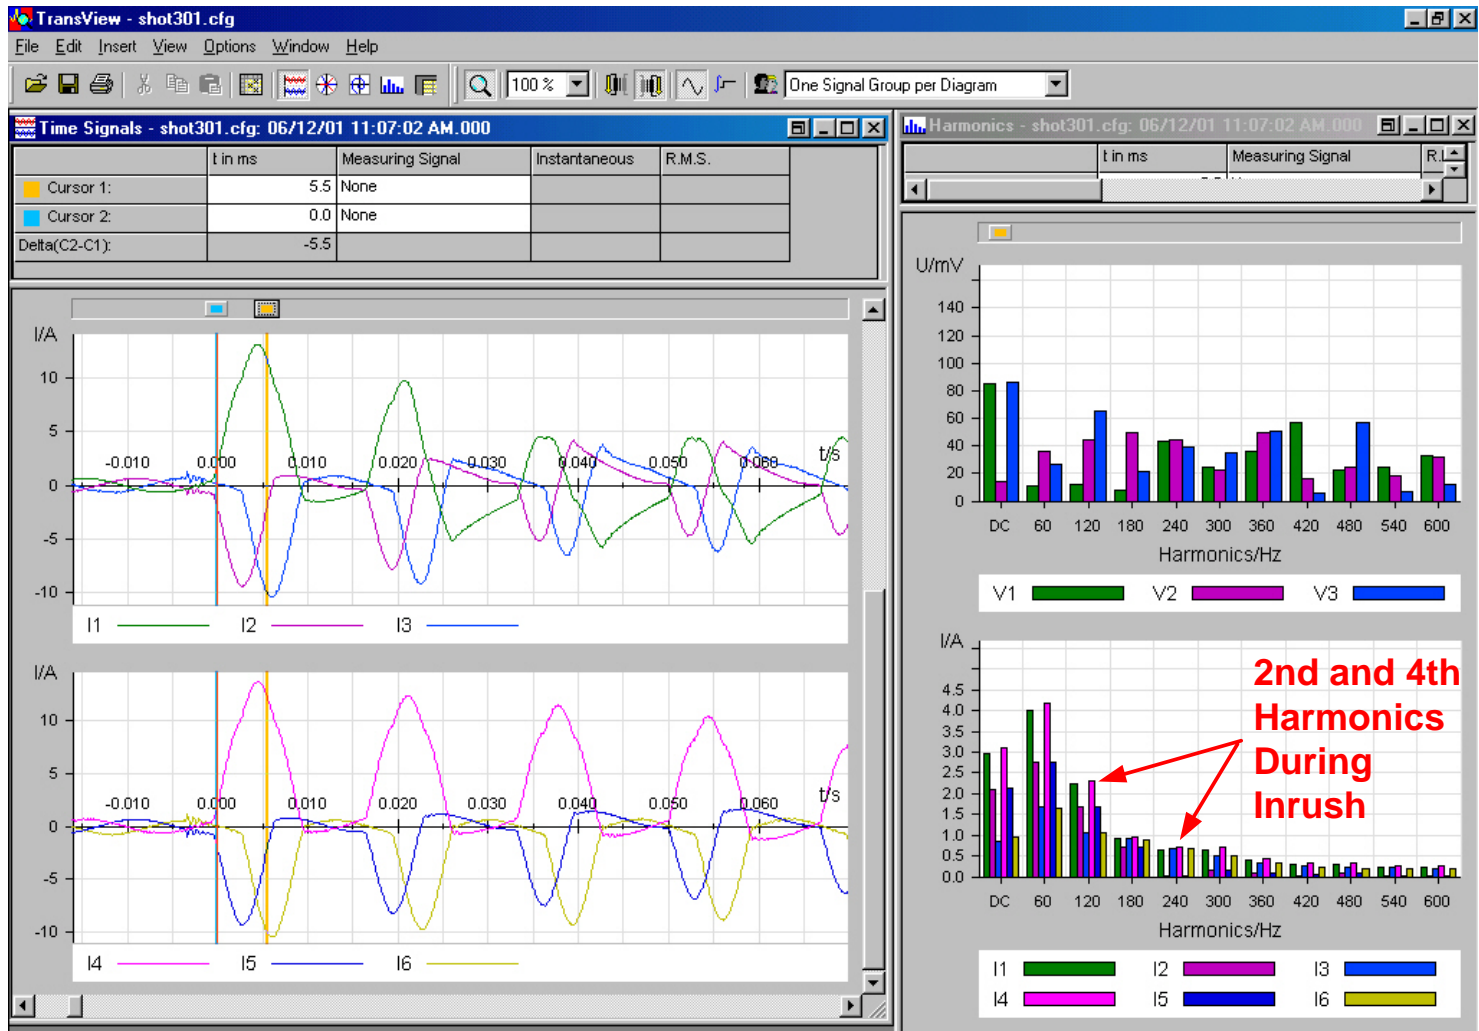 TransView - shot301.cfg
File Edit Insert View Options Window Help
100 % One Signal Group per Diagram
Time Signals - shot301.cfg: 06/12/01 11:07:02 AM.000
t in ms Measuring Signal Instantaneous R.M.S.
Cursor 1: 5.5 None
Cursor 2: 0.0 None
Delta(C2-C1): -5.5
I/A
10
5
-0.010 0.000 0.010 0.020 0.030 0.040 0.050 0.060 t/s
0
-5
-10
I1 I2 I3
I/A
10
5
-0.010 0.000 0.010 0.020 0.030 0.040 0.050 0.060 t/s
0
-5
-10
I4 I5 I6
Harmonics - shot301.cfg: 06/12/01 11:07:02 AM.000
t in ms Measuring Signal
U/mV
140
120
100
80
60
40
20
0
DC 60 120 180 240 300 360 420 480 540 600
Harmonics/Hz
V1 V2 V3
I/A
4.5
4.0
3.5
3.0
2.5
2.0
1.5
1.0
0.5
0.0
2nd and 4th
Harmonics
During
Inrush
DC 60 120 180 240 300 360 420 480 540 600
Harmonics/Hz
I1 I2 I3
I4 I5 I6